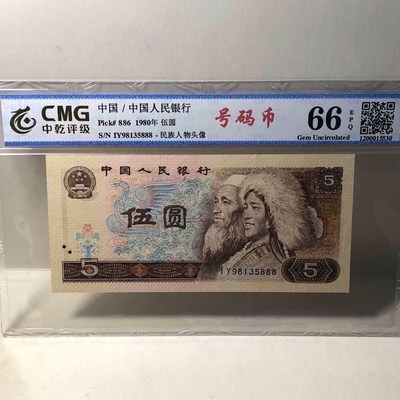 CMG
中乾评级
中国 / 中国人民银行
Pick# 886 1980年 伍圆
S/N IY98135888 - 民族人物头像
号码币
66
EPQ
Gem Uncirculated
1200015530
中国人民银行
5
伍圆
IY98135888
5
5